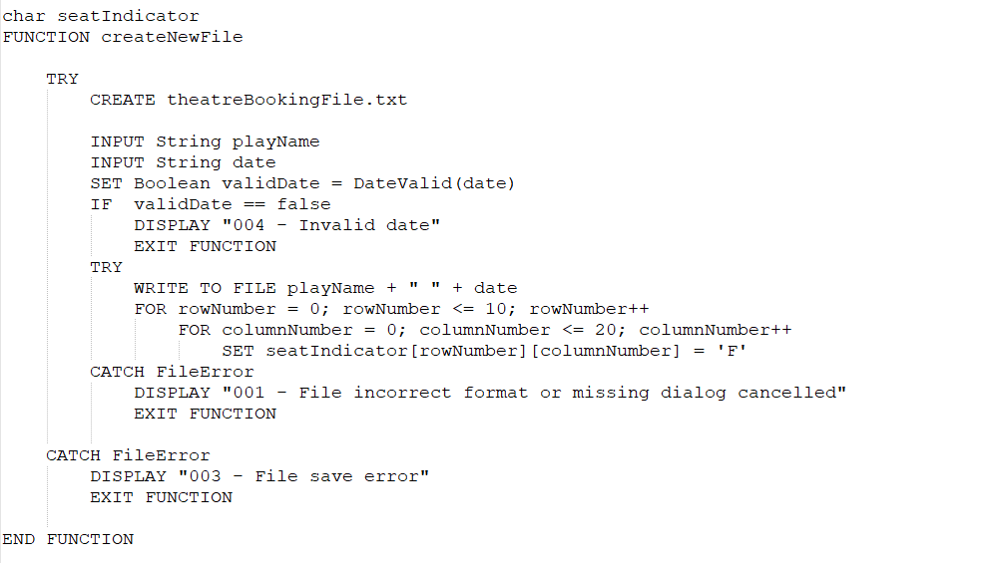 char seatIndicator
FUNCTION createNewFile
TRY
CREATE theatreBookingFile.txt
INPUT String playName
INPUT String date
SET Boolean validDate = DateValid(date)
IF  validDate == false
DISPLAY "004 - Invalid date"
EXIT FUNCTION
TRY
WRITE TO FILE playName + " " + date
FOR rowNumber = 0; rowNumber <= 10; rowNumber++
FOR columnNumber = 0; columnNumber <= 20; columnNumber++
SET seatIndicator[rowNumber][columnNumber] = 'F'
CATCH FileError
DISPLAY "001 - File incorrect format or missing dialog cancelled"
EXIT FUNCTION
CATCH FileError
DISPLAY "003 - File save error"
EXIT FUNCTION
END FUNCTION